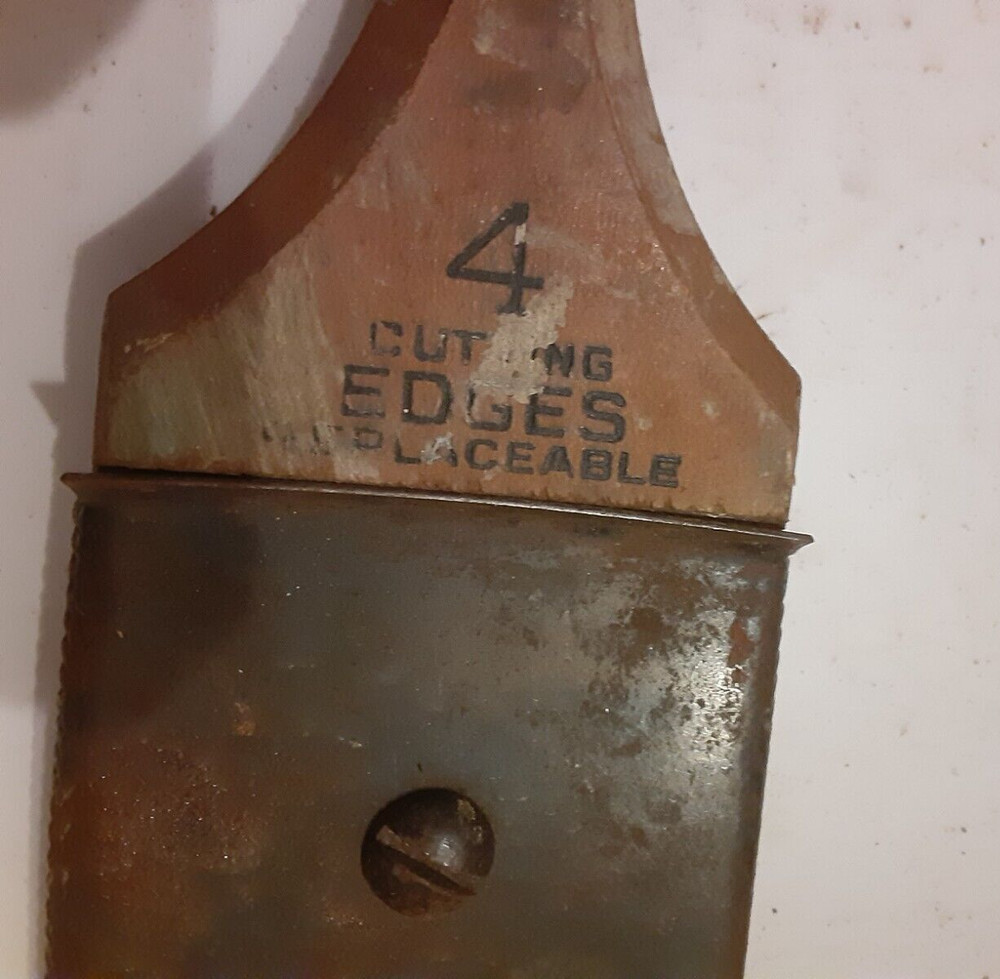 4
CUTTING
EDGES
REPLACEABLE